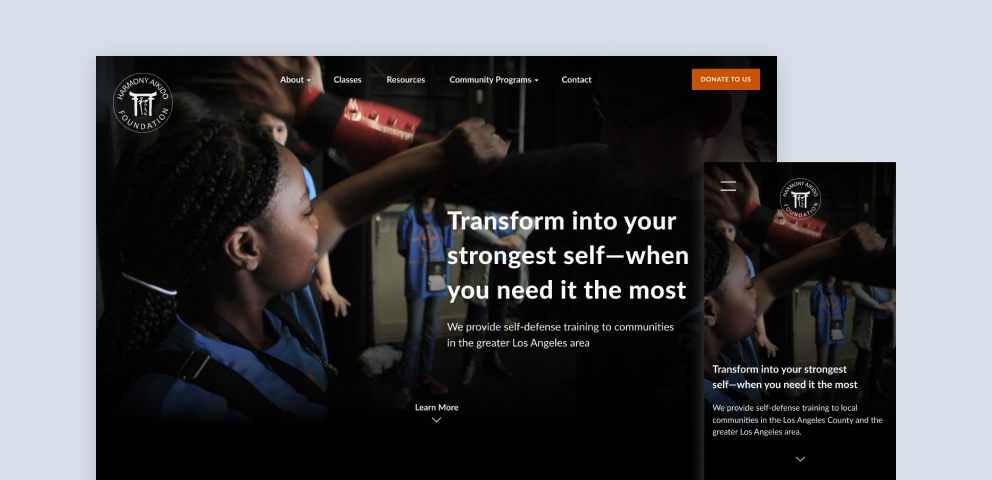 HARMONY AIKIDO
FOUNDATION
About
Classes
Resources
Community Programs
Contact
DONATE TO US
Transform into your
strongest self—when
you need it the most
We provide self-defense training to communities
in the greater Los Angeles area
Learn More
HARMONY AIKIDO
FOUNDATION
Transform into your strongest
self—when you need it the most
We provide self-defense training to local
communities in the Los Angeles County and the
greater Los Angeles area.